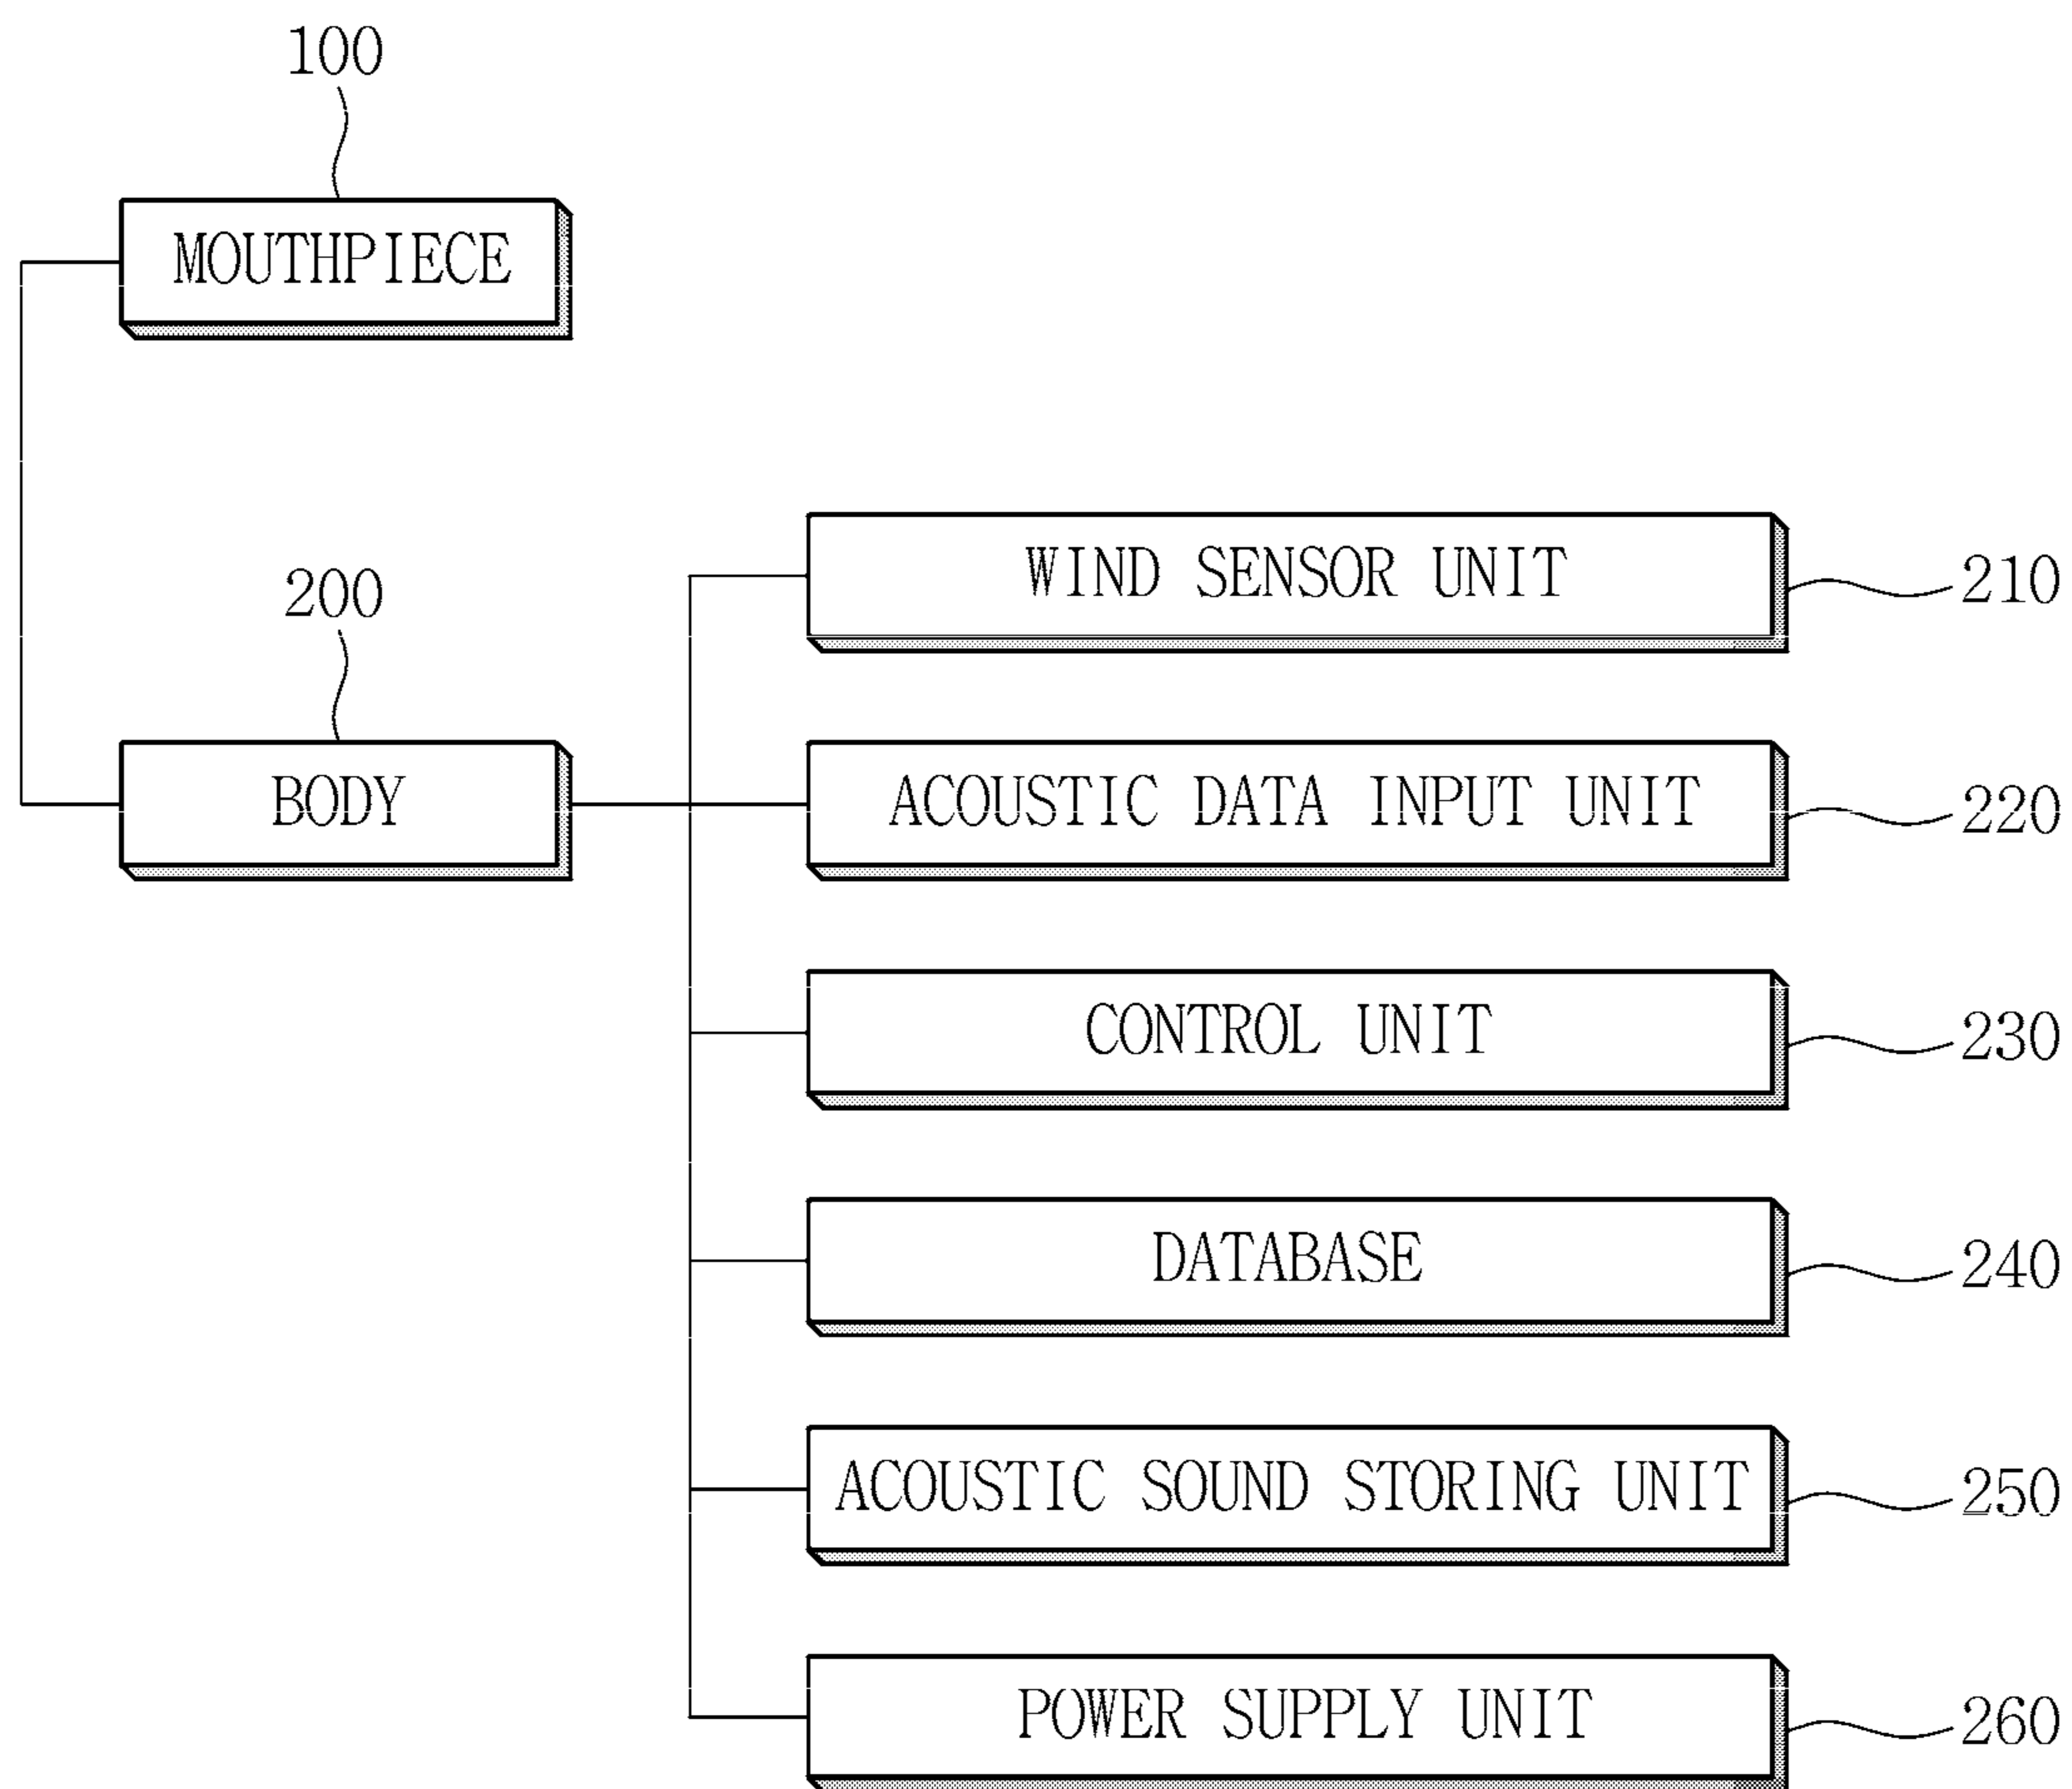 100
MOUTHPIECE
WIND SENSOR UNIT
210
200
BODY
ACOUSTIC DATA INPUT UNIT
220
CONTROL UNIT
230
DATABASE
240
ACOUSTIC SOUND STORING UNIT
250
POWER SUPPLY UNIT
260